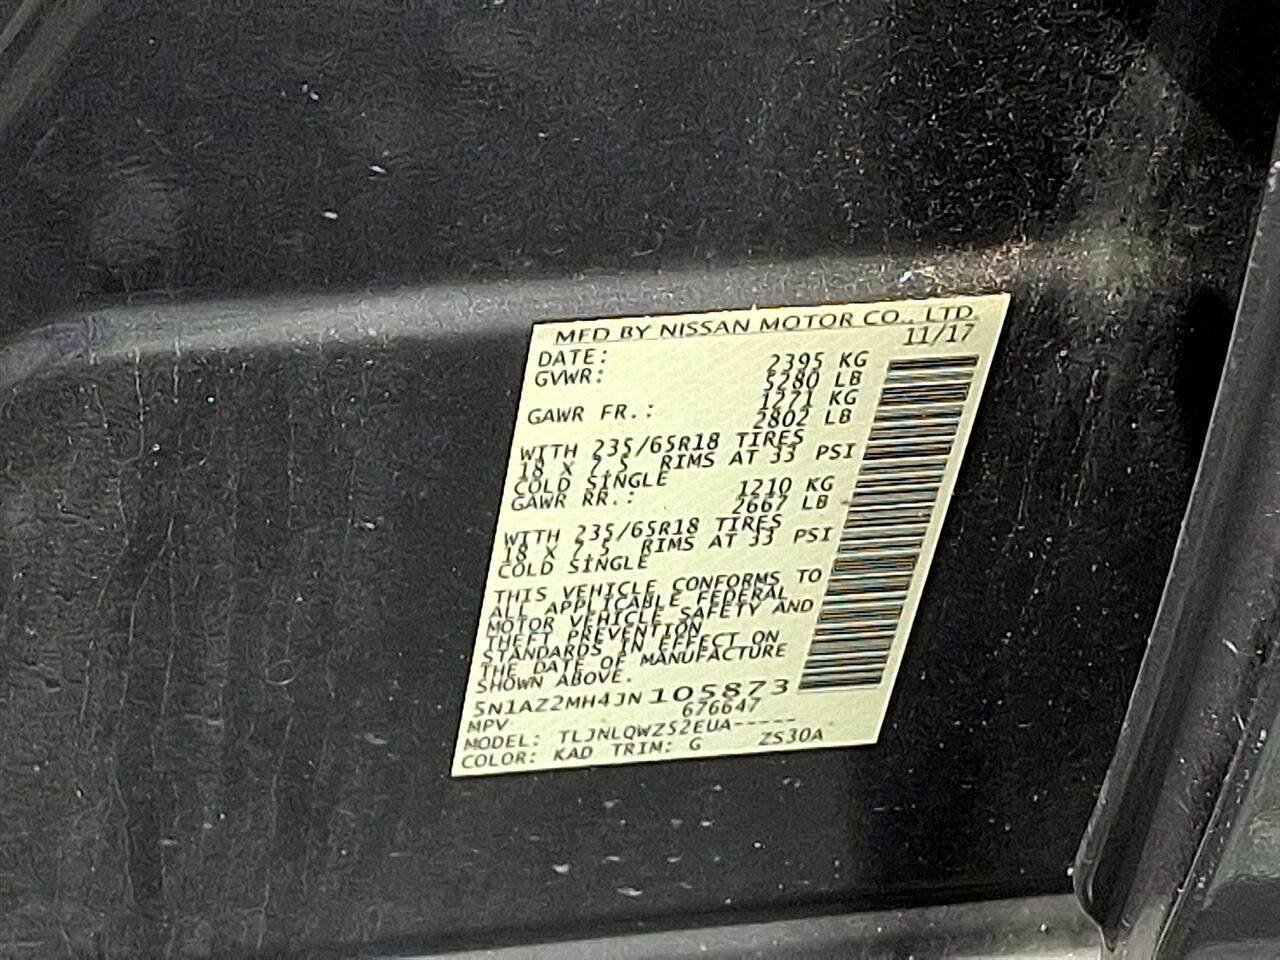 MFD BY NISSAN MOTOR CO., LTD.
DATE: 11/17
GVWR: 2395 KG
5280 LB
GAWR FR.: 1271 KG
2802 LB
WITH 235/65R18 TIRES
18 X 7.5 RIMS AT 33 PSI
COLD SINGLE
GAWR RR.: 1210 KG
2667 LB
WITH 235/65R18 TIRES
18 X 7.5 RIMS AT 33 PSI
COLD SINGLE
THIS VEHICLE CONFORMS TO
ALL APPLICABLE FEDERAL
MOTOR VEHICLE SAFETY AND
THEFT PREVENTION
STANDARDS IN EFFECT ON
THE DATE OF MANUFACTURE
SHOWN ABOVE.
5N1AZ2MH4JN105873
MPV 676647
MODEL: TLJNLQWZ52EUA-----
COLOR: KAD TRIM: G Z530A